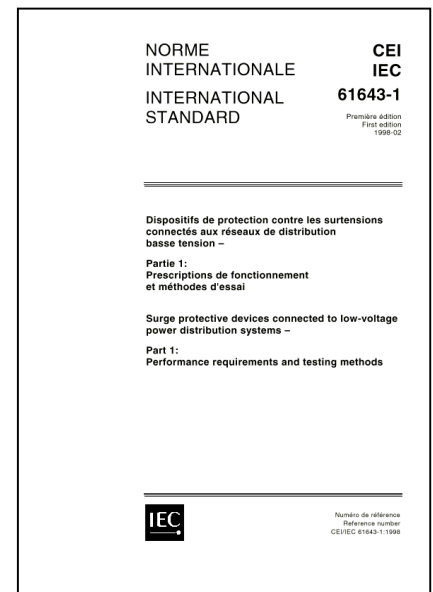 NORME
INTERNATIONALE
INTERNATIONAL
STANDARD
CEI
IEC
61643-1
Première édition
First edition
1998-02
Dispositifs de protection contre les surtensions
connectés aux réseaux de distribution
basse tension –
Partie 1:
Prescriptions de fonctionnement
et méthodes d'essai
Surge protective devices connected to low-voltage
power distribution systems –
Part 1:
Performance requirements and testing methods
IEC
Numéro de référence
Reference number
CEI/IEC 61643-1:1998